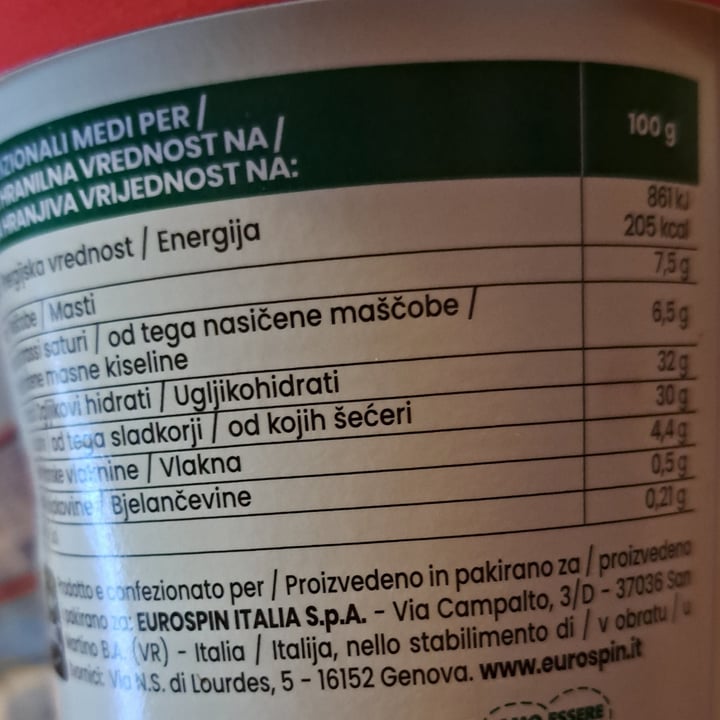 ZIONALI MEDI PER / 100 g
HRANILNA VREDNOST NA /
HRANJIVA VRIJEDNOST NA:
861 kJ
vrednost / Energija 205 kcal
/ Masti 7,5 g
saturi / od tega nasičene maščobe / 6,5 g
masne kiseline
hidrati / Ugljikohidrati 32 g
od tega sladkorji / od kojih šećeri 30 g
/ Vlakna 4,4 g
/ Bjelančevine 0,5 g
0,21 g
e confezionato per / Proizvedeno in pakirano za / proizvedeno
za: EUROSPIN ITALIA S.p.A. - Via Campalto, 3/D - 37036 San
B.A. (VR) - Italia / Italija, nello stabilimento di / v obratu / u
Via N.S. di Lourdes, 5 - 16152 Genova. www.eurospin.it
ESSERE